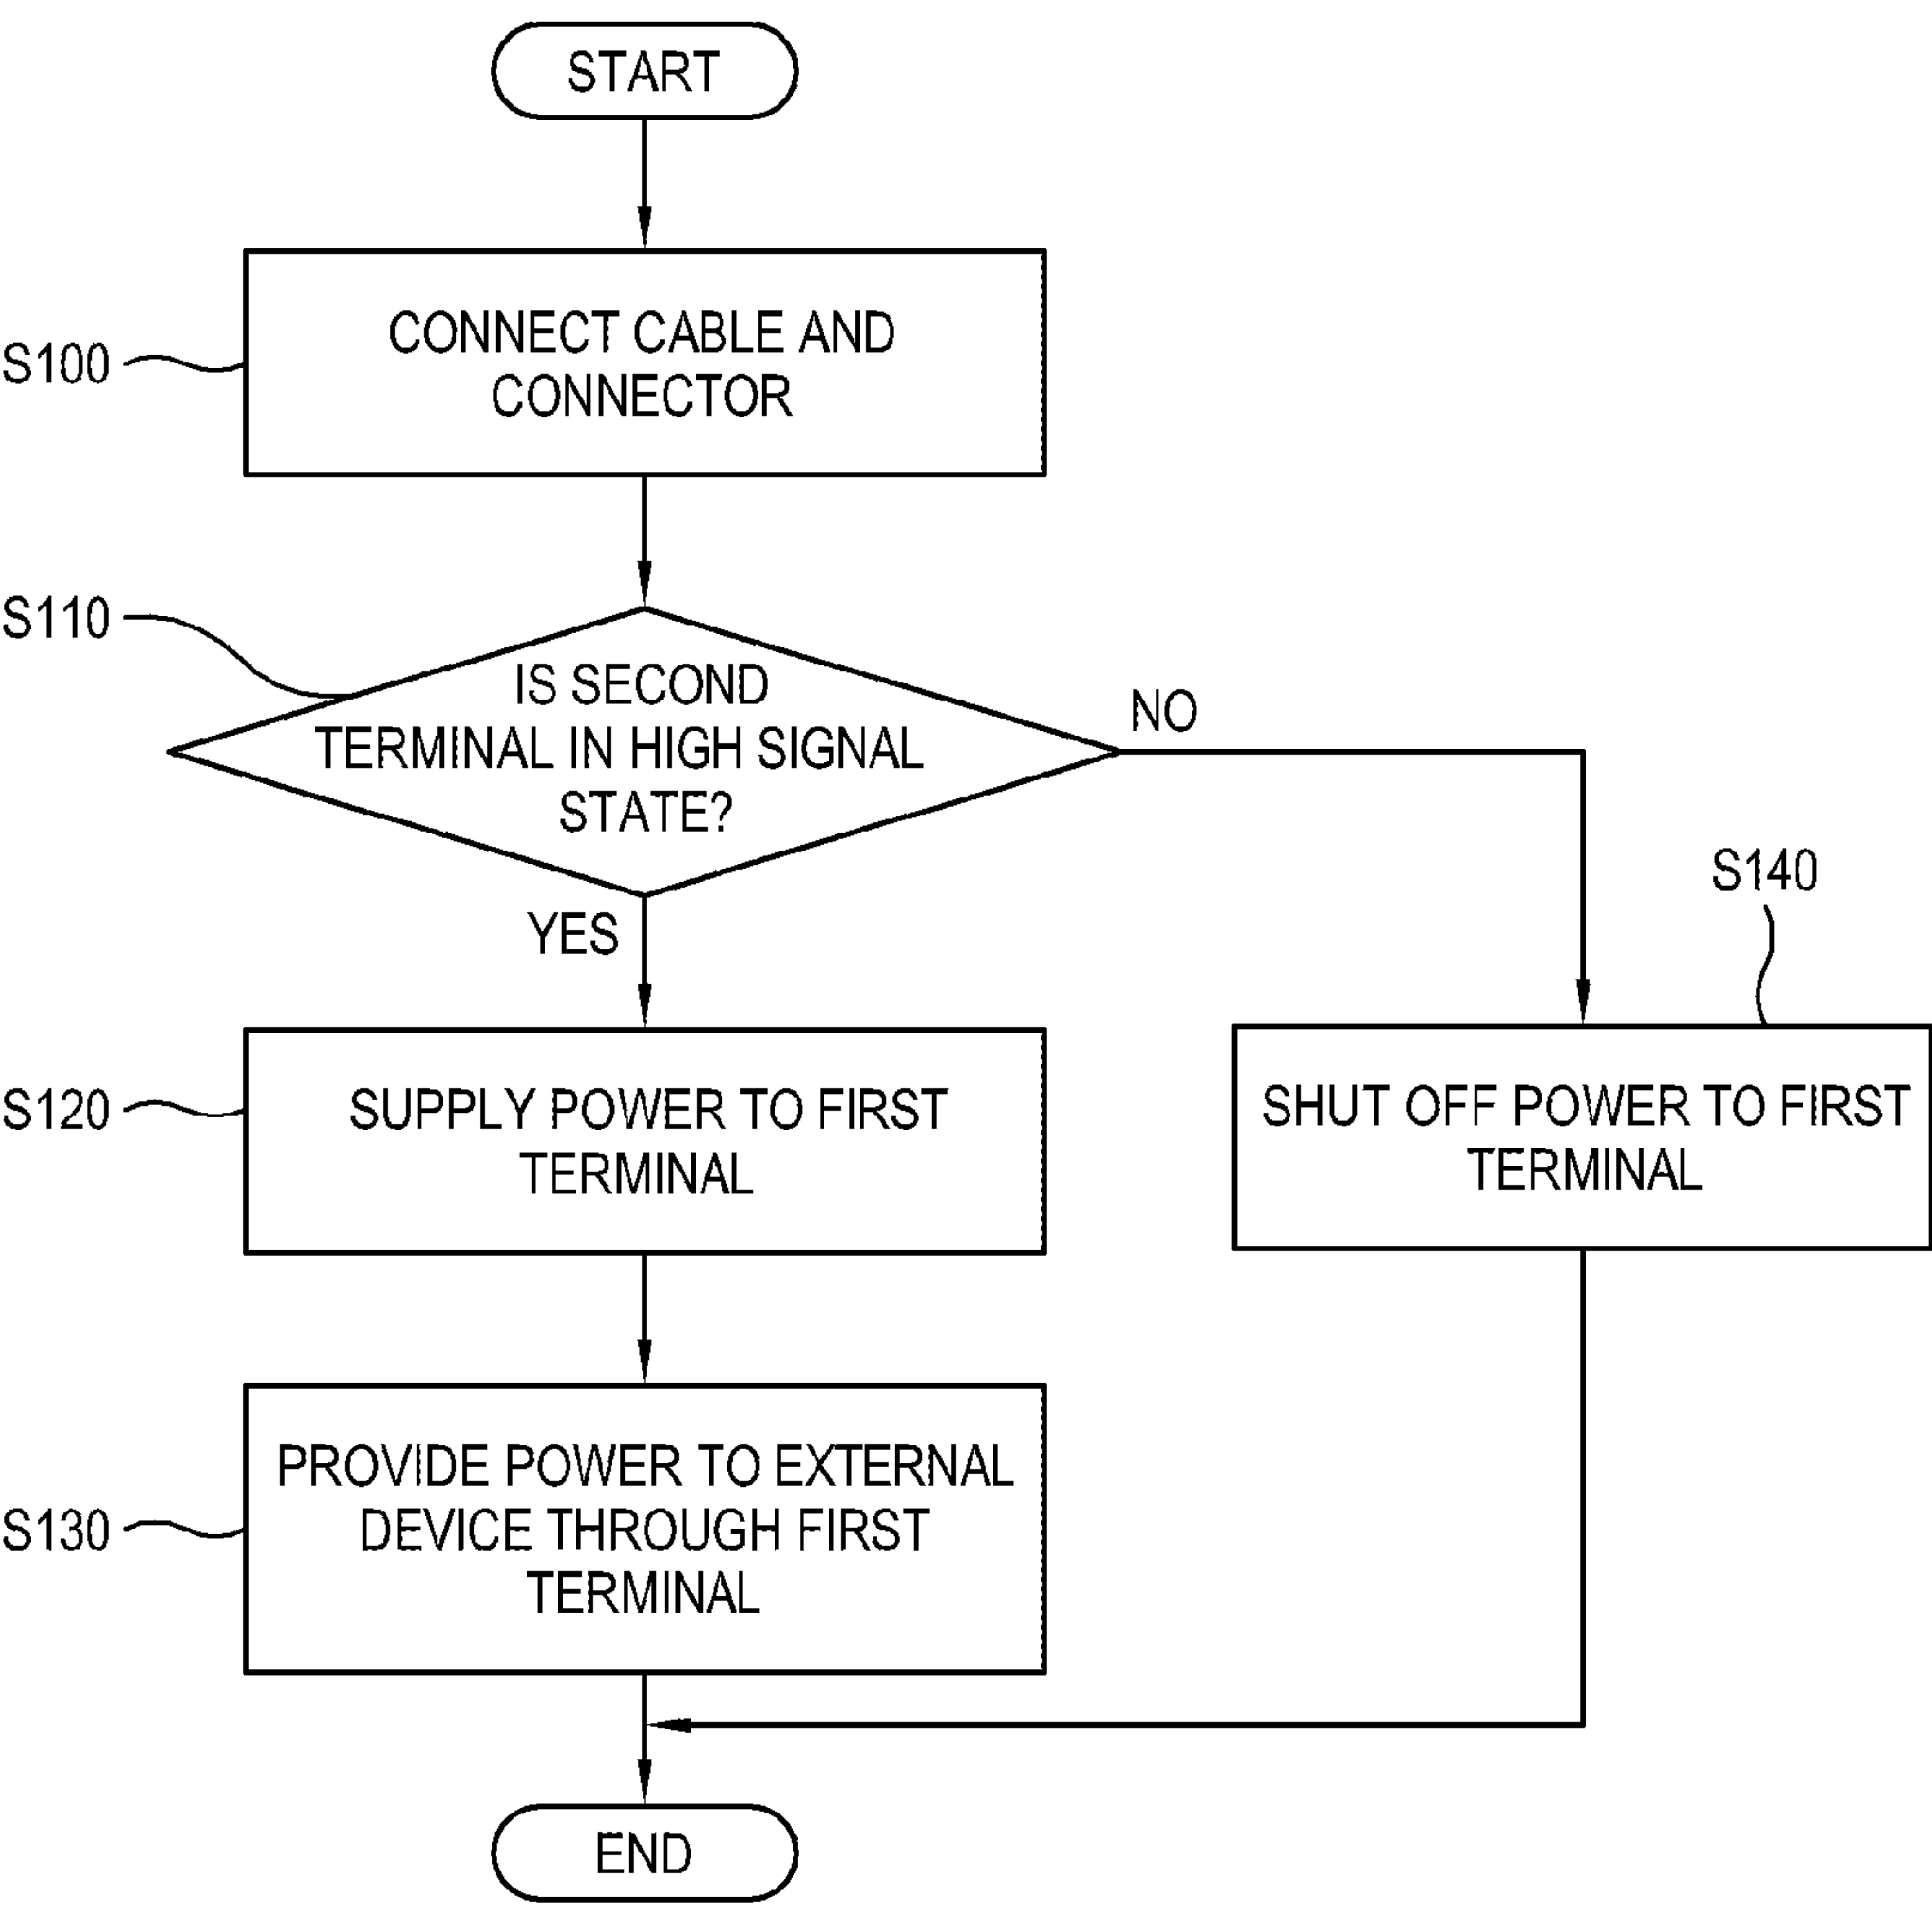 START
S100
CONNECT CABLE AND
CONNECTOR
S110
IS SECOND
TERMINAL IN HIGH SIGNAL
STATE?
NO
YES
S140
S120
SUPPLY POWER TO FIRST
TERMINAL
SHUT OFF POWER TO FIRST
TERMINAL
S130
PROVIDE POWER TO EXTERNAL
DEVICE THROUGH FIRST
TERMINAL
END